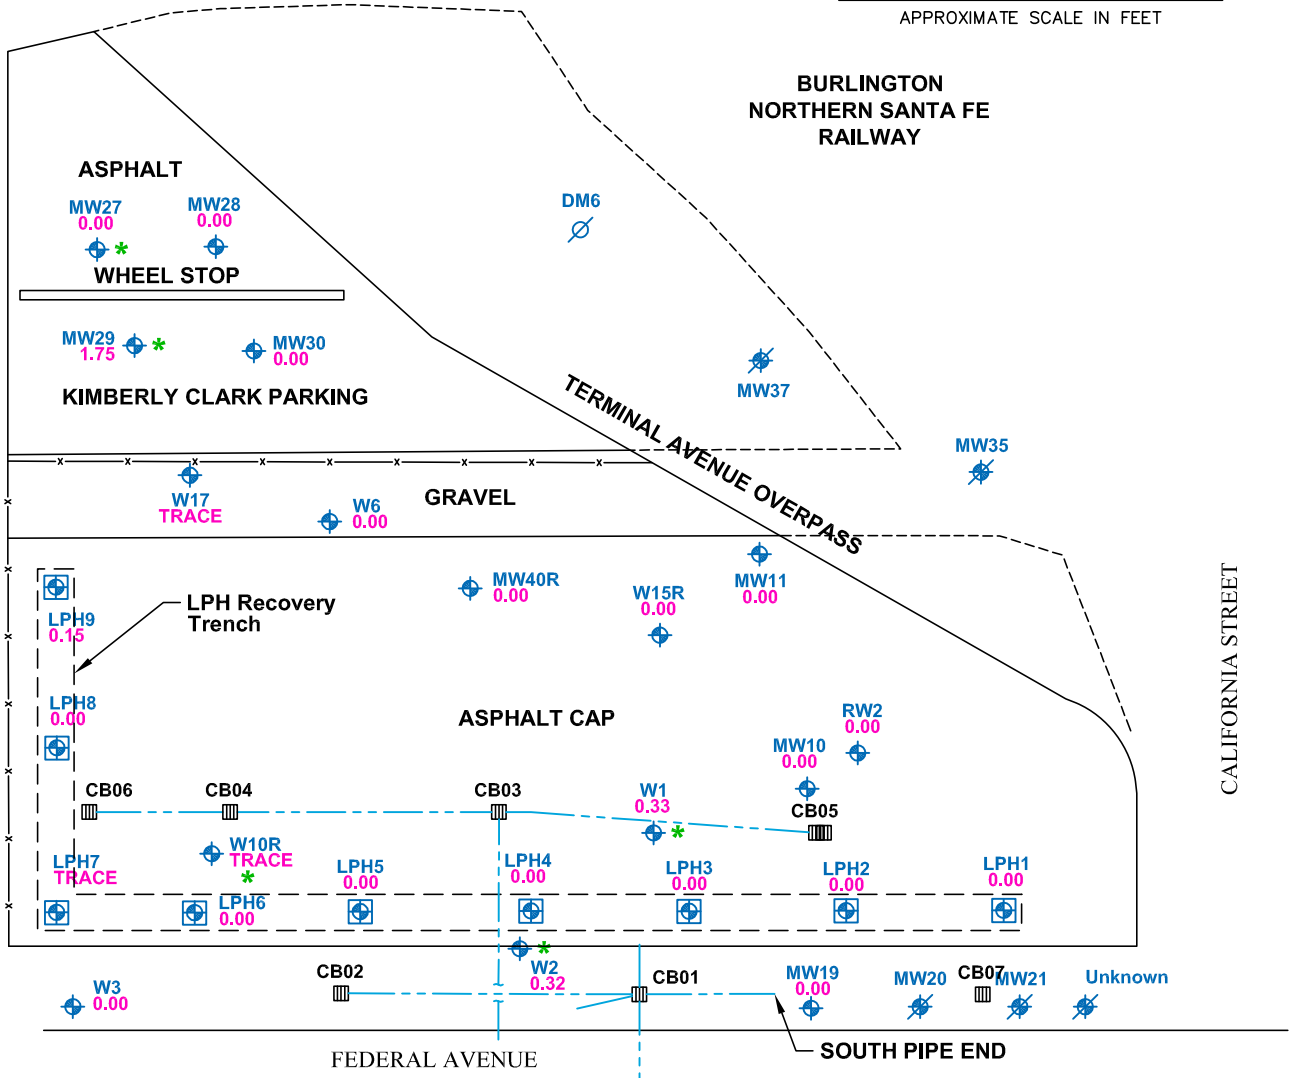 APPROXIMATE SCALE IN FEET
BURLINGTON
NORTHERN SANTA FE
RAILWAY
ASPHALT
MW27
0.00
*
MW28
0.00
DM6
WHEEL STOP
MW29
1.75
*
MW30
0.00
KIMBERLY CLARK PARKING
MW37
TERMINAL AVENUE OVERPASS
MW35
W17
TRACE
W6
0.00
GRAVEL
MW11
0.00
MW40R
0.00
W15R
0.00
LPH9
0.15
LPH Recovery
Trench
CALIFORNIA STREET
LPH8
0.00
ASPHALT CAP
RW2
0.00
MW10
0.00
CB06
CB04
CB03
W1
0.33
*
CB05
W10R
TRACE
*
LPH7
TRACE
LPH6
0.00
LPH5
0.00
LPH4
0.00
LPH3
0.00
LPH2
0.00
LPH1
0.00
W2
0.32
*
CB02
CB01
W3
0.00
MW19
0.00
MW20
CB07
MW21
Unknown
FEDERAL AVENUE
SOUTH PIPE END